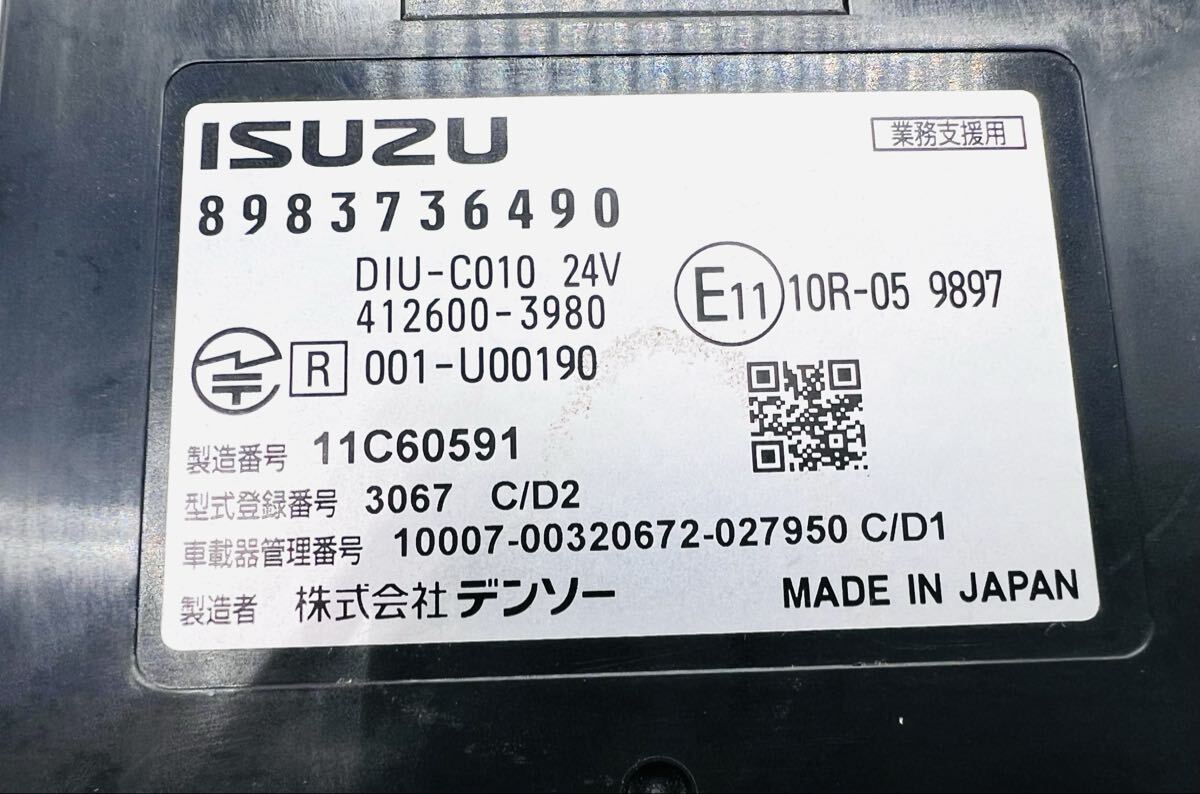 ISUZU
業務支援用
8983736490
DIU-C010 24V
412600-3980
E11 10R-05 9897
R 001-U00190
製造番号 11C60591
型式登録番号 3067 C/D2
車載器管理番号 10007-00320672-027950 C/D1
製造者 株式会社 デンソー MADE IN JAPAN